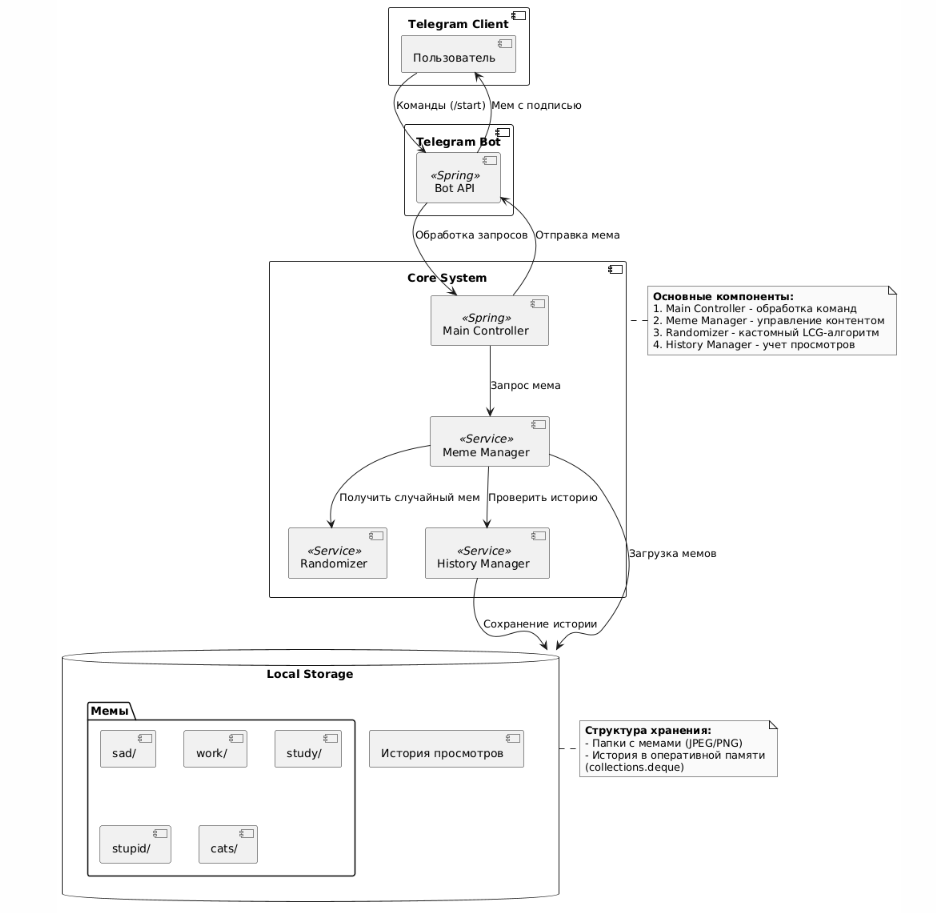 Telegram Client
Пользователь
Команды (/start)
Мем с подписью
Telegram Bot
«Spring»
Bot API
Обработка запросов
Отправка мема
Core System
«Spring»
Main Controller
Основные компоненты:
1. Main Controller - обработка команд
2. Meme Manager - управление контентом
3. Randomizer - кастомный LCG-алгоритм
4. History Manager - учет просмотров
Запрос мема
«Service»
Meme Manager
Получить случайный мем
Проверить историю
«Service»
Randomizer
«Service»
History Manager
Загрузка мемов
Сохранение истории
Local Storage
Мемы
sad/
work/
study/
История просмотров
stupid/
cats/
Структура хранения:
- Папки с мемами (JPEG/PNG)
- История в оперативной памяти
(collections.deque)